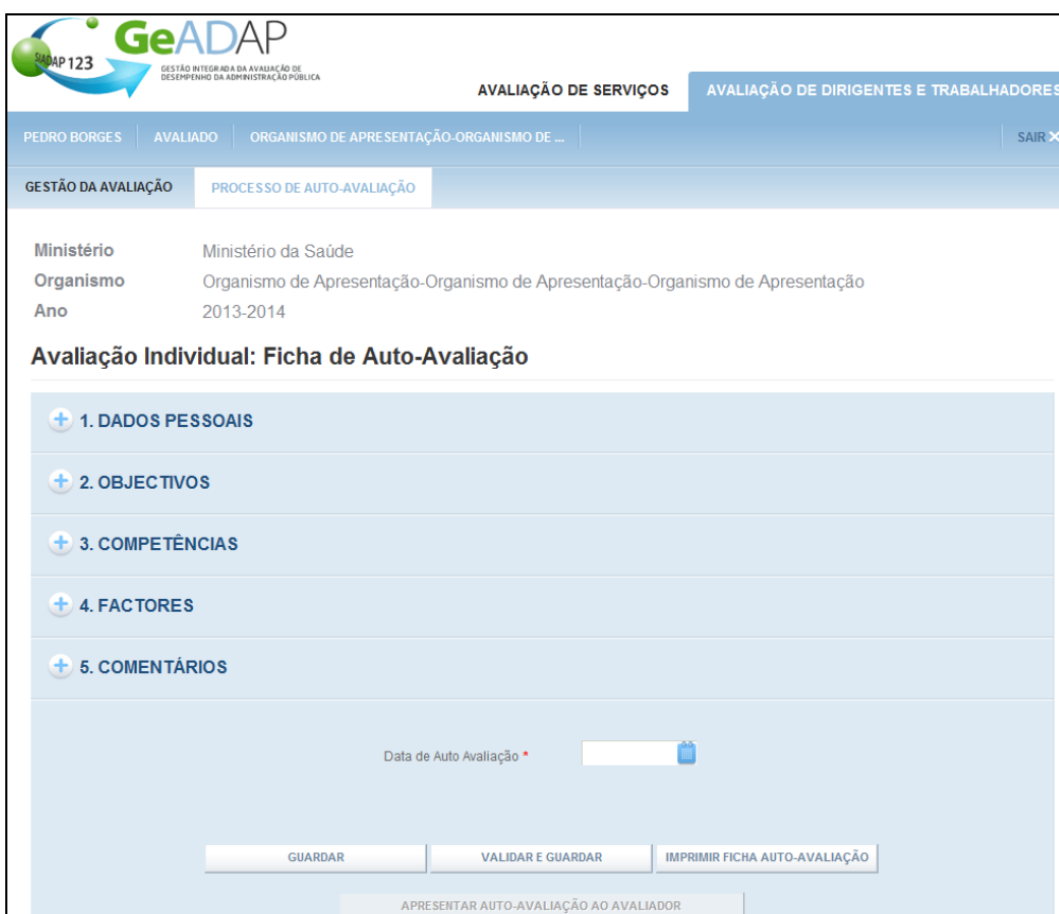 SIADAP 123
GeADAP
GESTÃO INTEGRADA DA AVALIAÇÃO DE
DESEMPENHO DA ADMINISTRAÇÃO PÚBLICA
AVALIAÇÃO DE SERVIÇOS AVALIAÇÃO DE DIRIGENTES E TRABALHADORES
PEDRO BORGES AVALIADO ORGANISMO DE APRESENTAÇÃO-ORGANISMO DE ... SAIR X
GESTÃO DA AVALIAÇÃO PROCESSO DE AUTO-AVALIAÇÃO
Ministério Ministério da Saúde
Organismo Organismo de Apresentação-Organismo de Apresentação-Organismo de Apresentação
Ano 2013-2014
Avaliação Individual: Ficha de Auto-Avaliação
1. DADOS PESSOAIS
2. OBJECTIVOS
3. COMPETÊNCIAS
4. FACTORES
5. COMENTÁRIOS
Data de Auto Avaliação *
GUARDAR VALIDAR E GUARDAR IMPRIMIR FICHA AUTO-AVALIAÇÃO
APRESENTAR AUTO-AVALIAÇÃO AO AVALIADOR